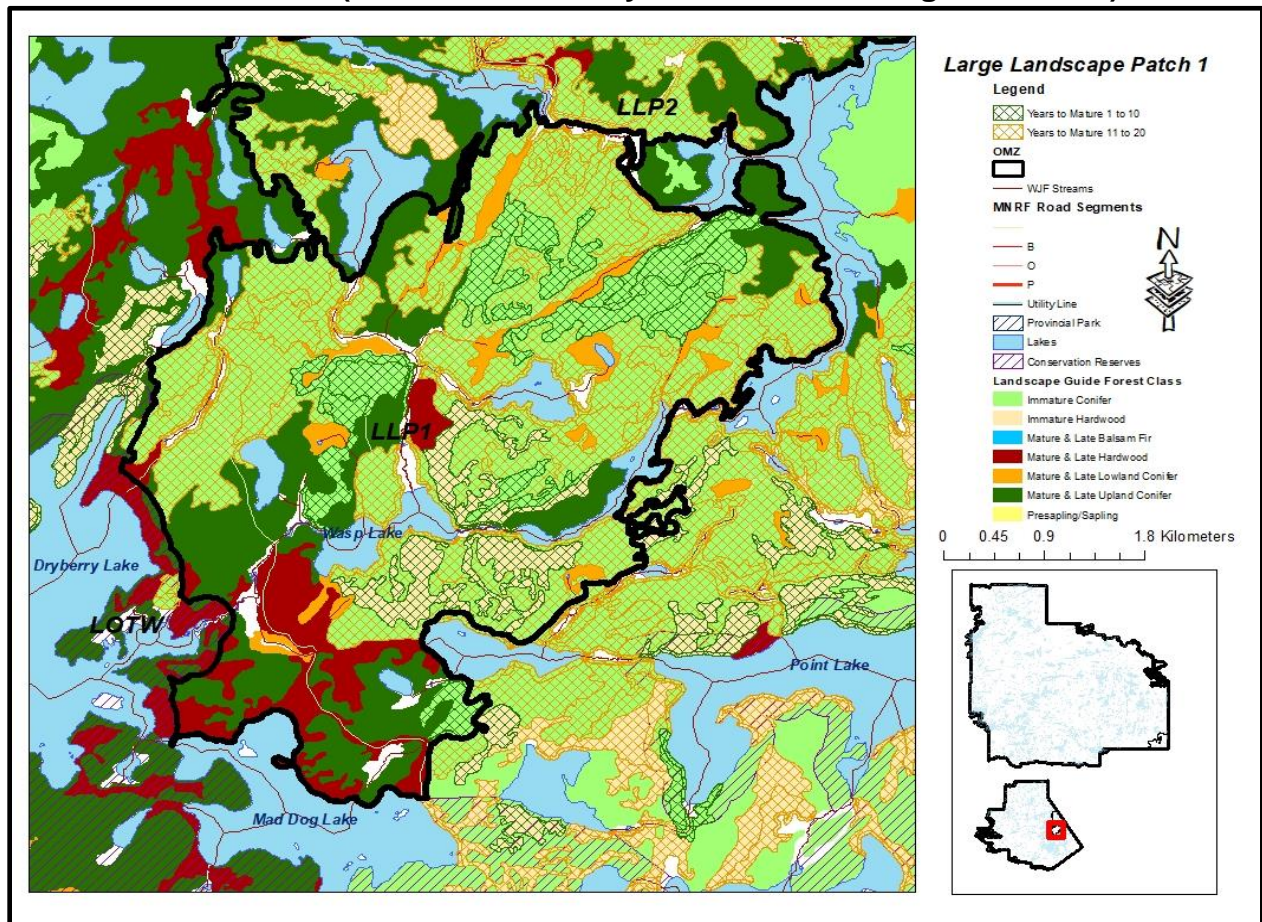 Large Landscape Patch 1
Legend
Years to Mature 1 to 10
Years to Mature 11 to 20
OMZ
WJF Streams
MNRF Road Segments
B
O
P
Utility Line
Provincial Park
Lakes
Conservation Reserves
Landscape Guide Forest Class
Immature Conifer
Immature Hardwood
Mature & Late Balsam Fir
Mature & Late Hardwood
Mature & Late Lowland Conifer
Mature & Late Upland Conifer
Presapling/Sapling
0 0.45 0.9 1.8 Kilometers
N
LLP2
LLP1
Wasp Lake
Dryberry Lake
LOTW
Point Lake
Mad Dog Lake